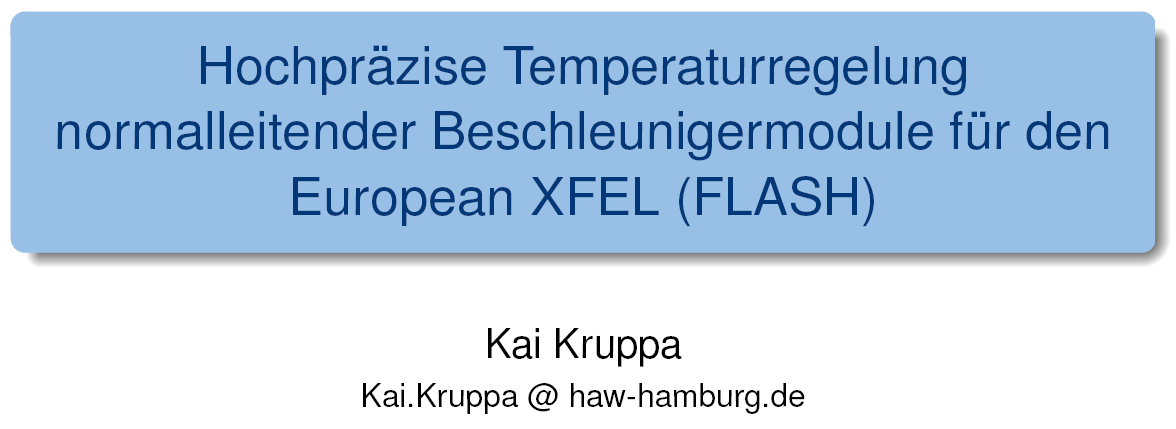 Hochpräzise Temperaturregelung
normalleitender Beschleunigermodule für den
European XFEL (FLASH)
Kai Kruppa
Kai.Kruppa @ haw-hamburg.de